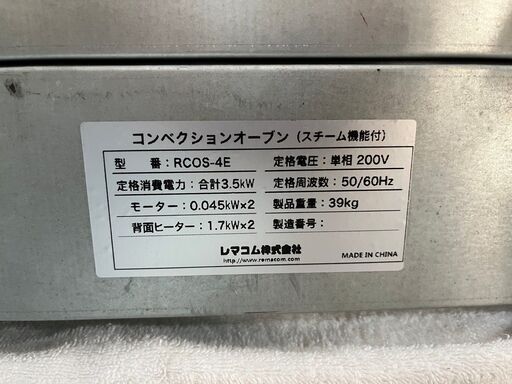 コンベクションオーブン（スチーム機能付）
型　　番：RCOS-4E　定格電圧：単相 200V
定格消費電力：合計3.5kW　定格周波数：50/60Hz
モーター：0.045kW×2　製品重量：39kg
背面ヒーター：1.7kW×2　製造番号：
レマコム株式会社
http://www.remacom.com/
MADE IN CHINA